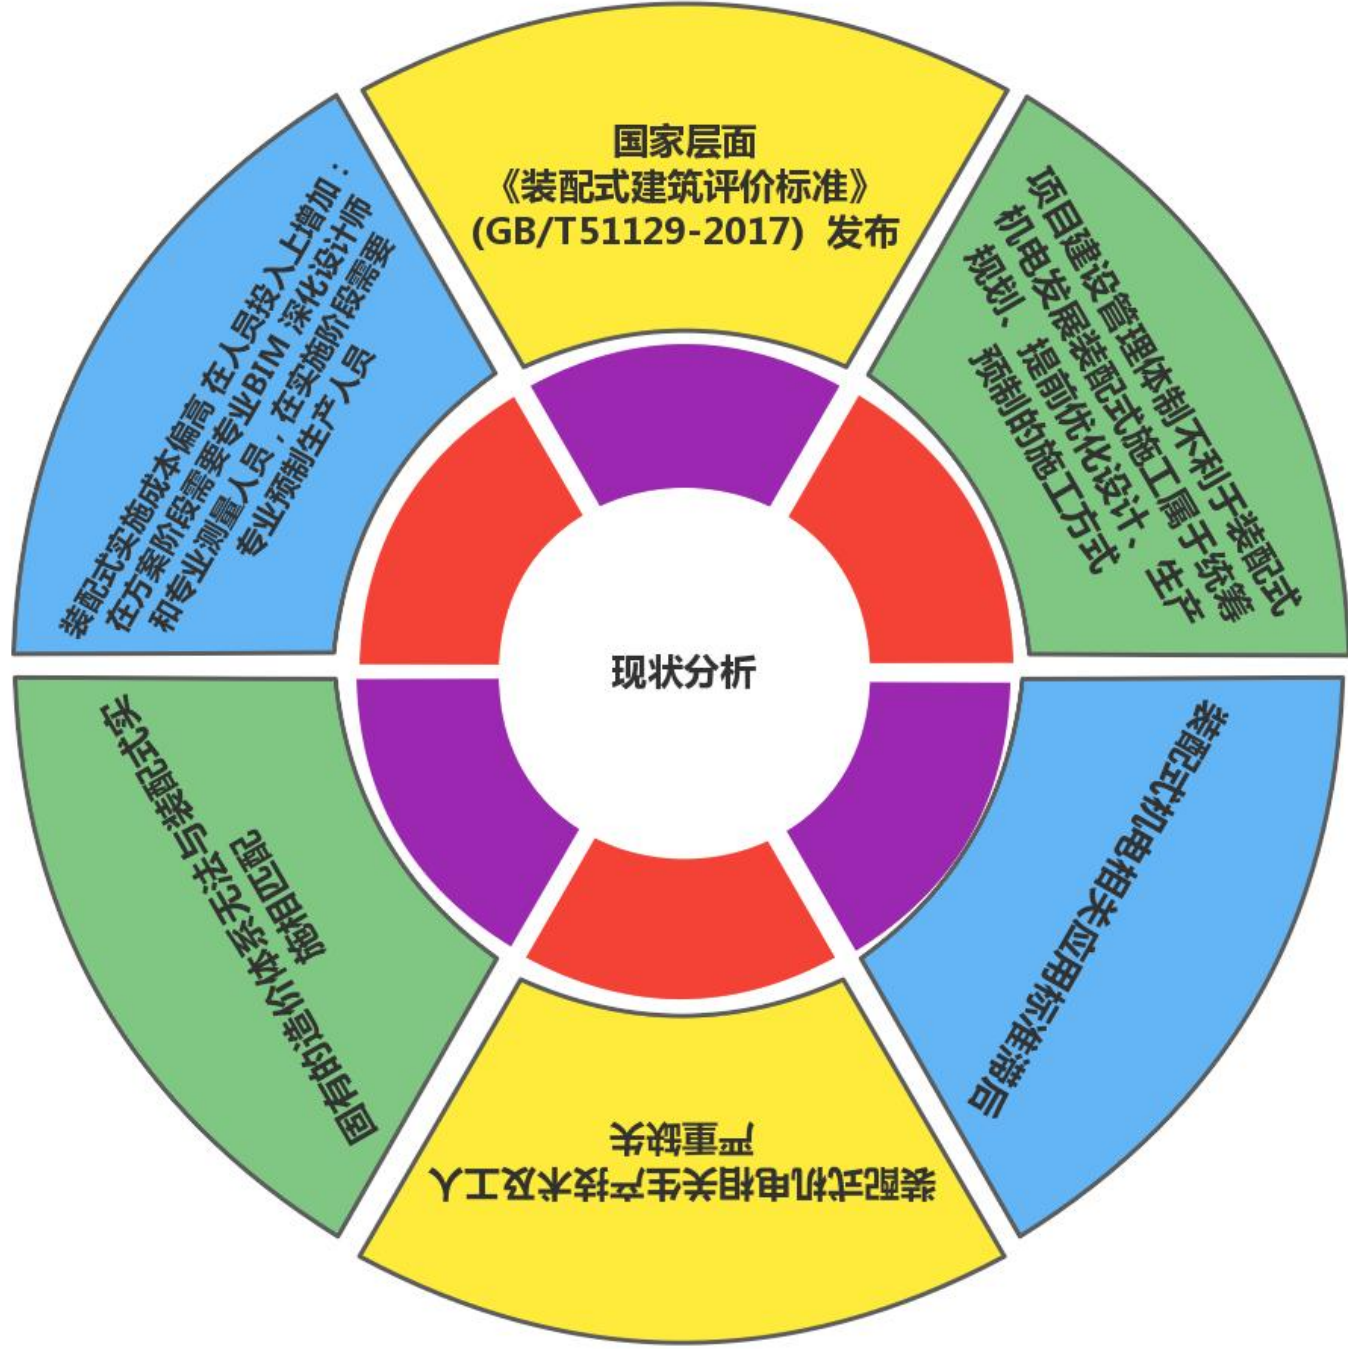 国家层面
《装配式建筑评价标准》
(GB/T51129-2017) 发布
项目建设管理体制不利于装配式
机电发展装配式施工属于统筹
规划、提前优化设计、生产
预制的施工方式
装配式机电相关应用标准滞后
装配式机电相关生产技术及工人
严重缺失
固有的造价体系无法与装配式实
施相匹配
装配式实施成本偏高 在人员投入上增加：
在方案阶段需要专业BIM 深化设计师
和专业测量人员，在实施阶段需要
专业预制生产人员
现状分析